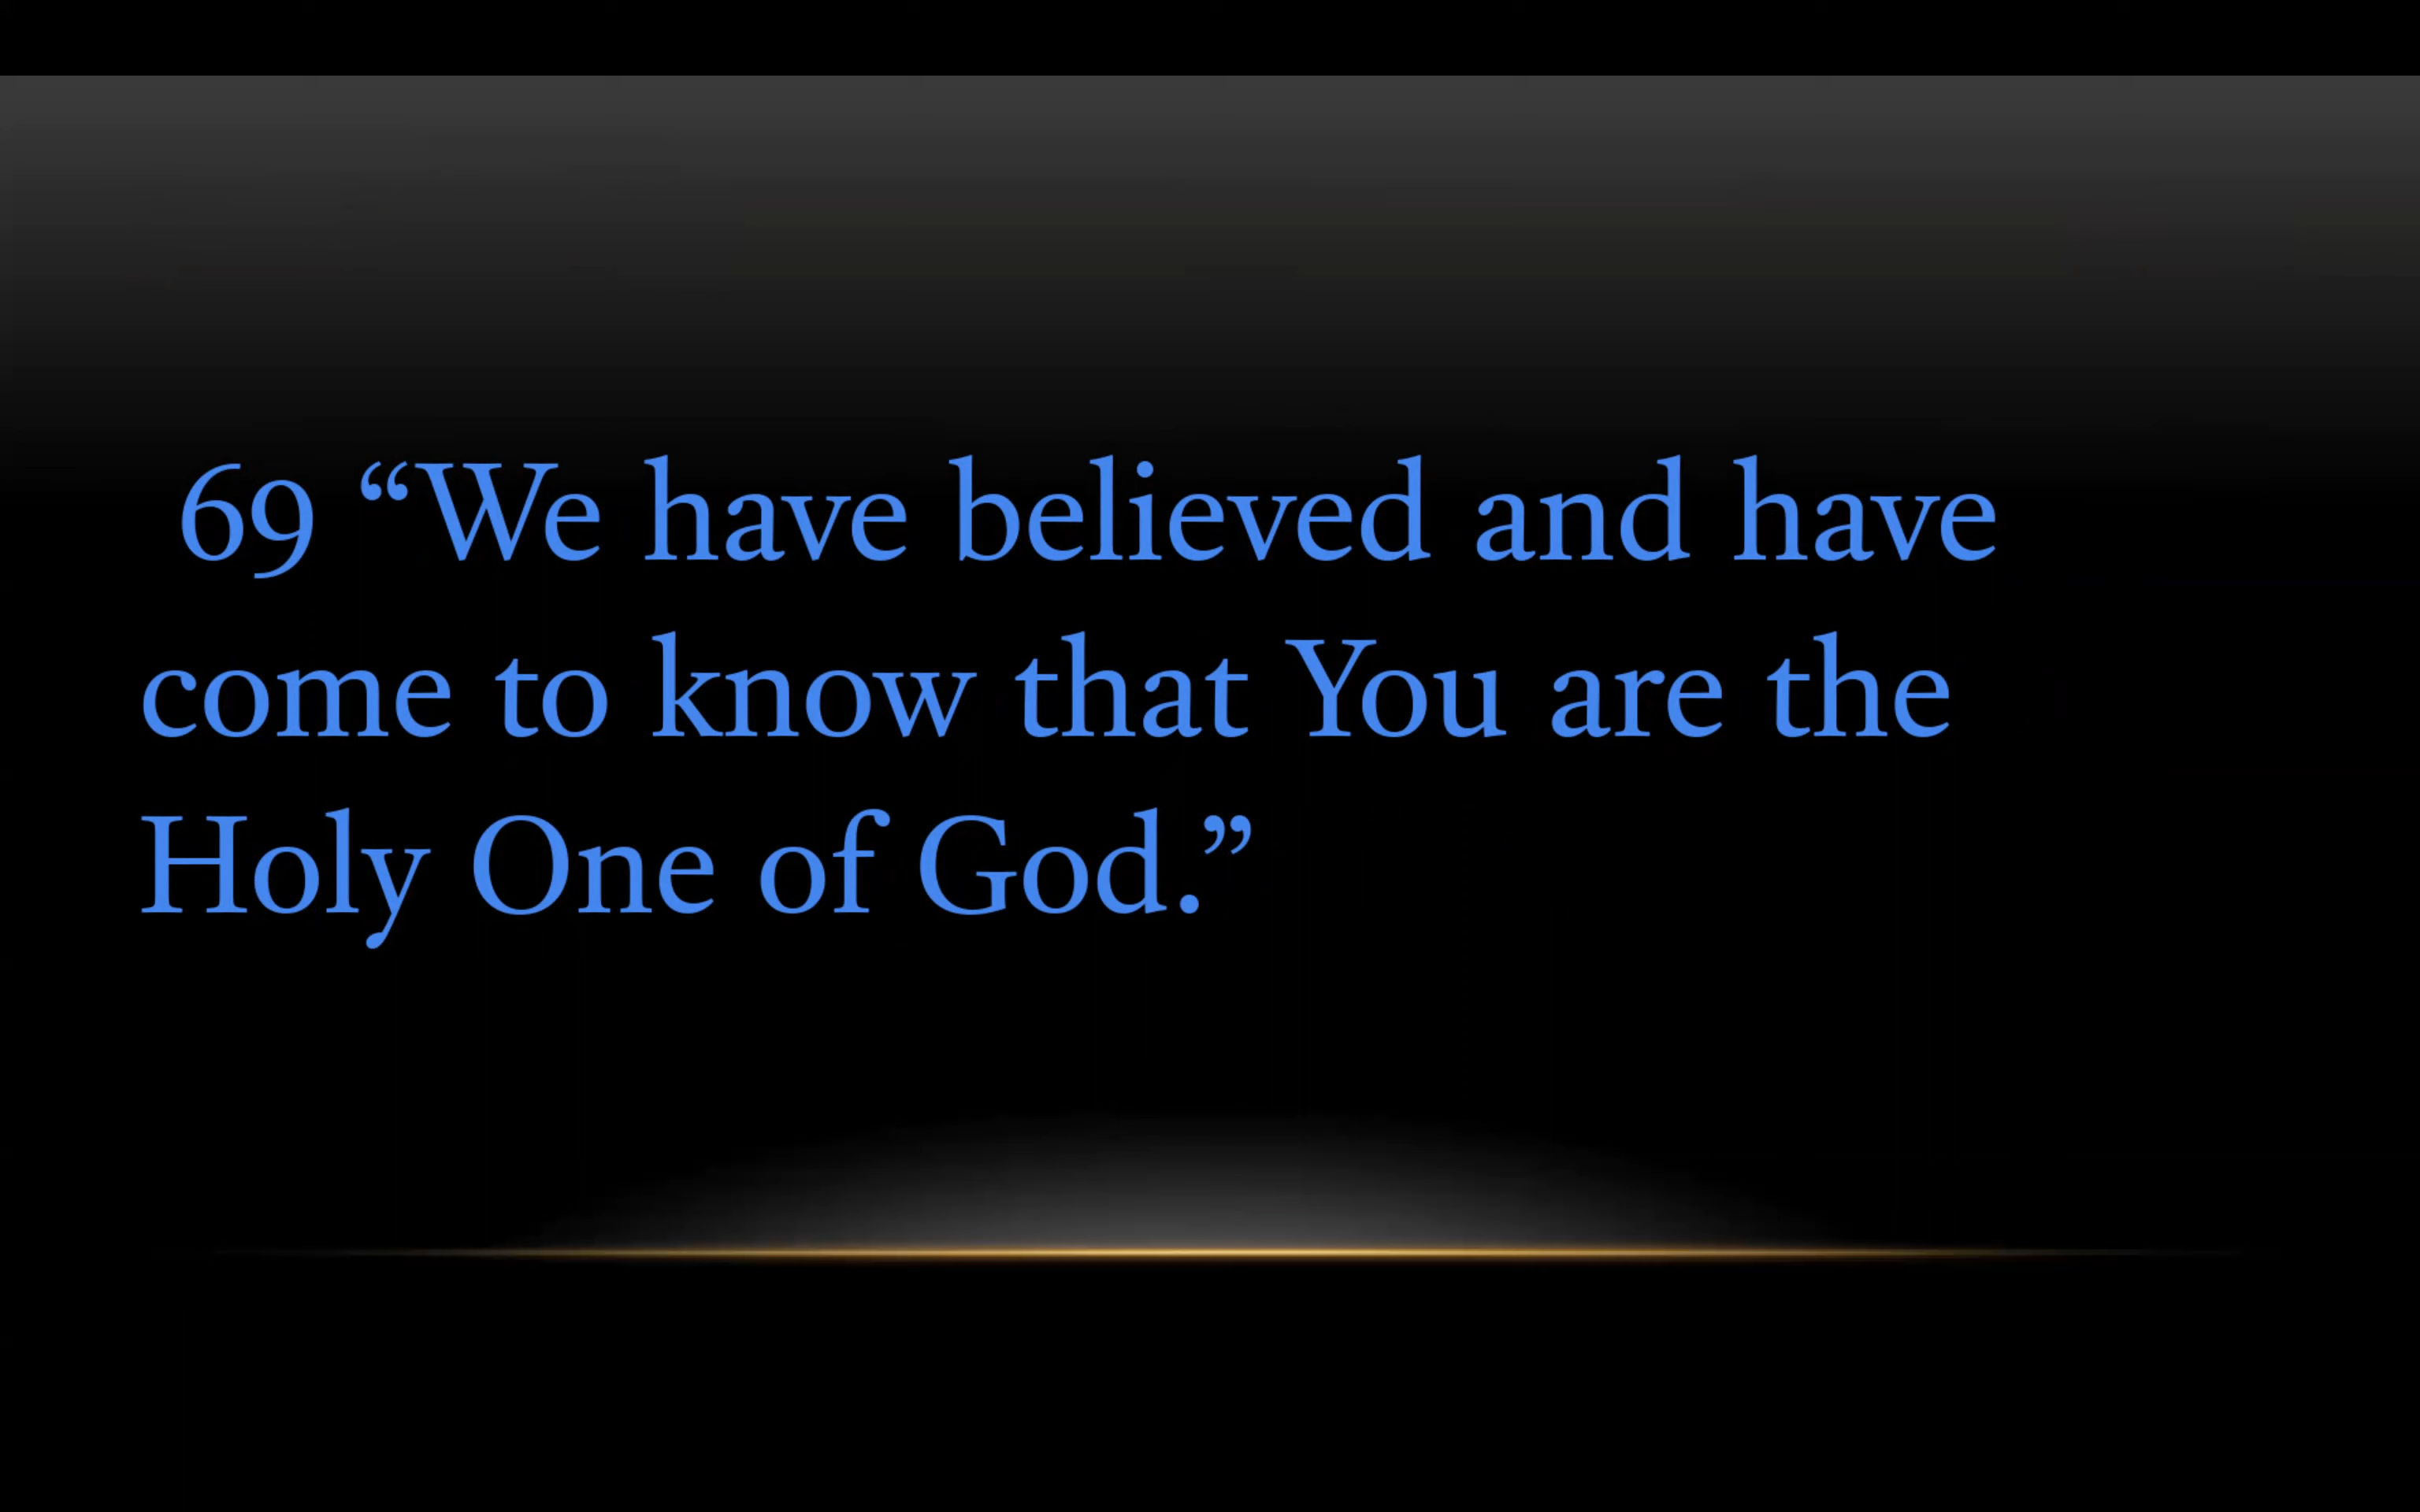 69 “We have believed and have
come to know that You are the
Holy One of God.”